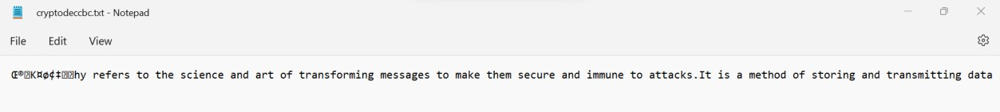 cryptodeccbc.txt - Notepad
File Edit View
Œ®⍰K¤ø¢‡⍰⍰hy refers to the science and art of transforming messages to make them secure and immune to attacks.It is a method of storing and transmitting data